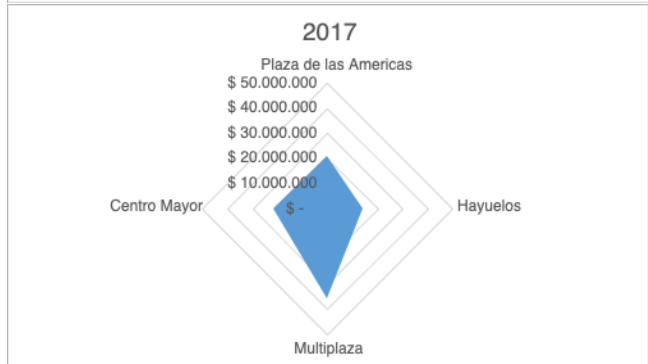 2017
Plaza de las Americas
$ 50.000.000
$ 40.000.000
$ 30.000.000
$ 20.000.000
$ 10.000.000
Centro Mayor
$ -
Hayuelos
Multiplaza